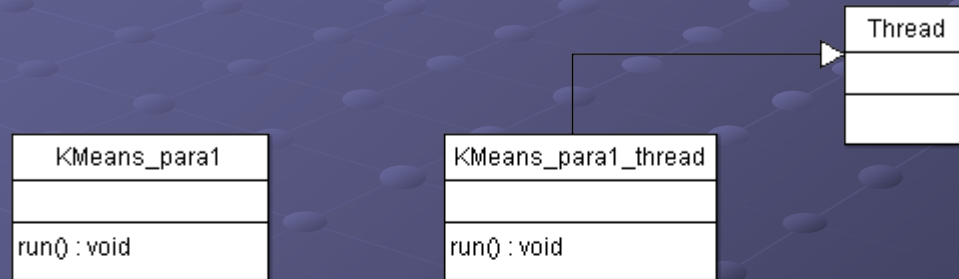 Thread
KMeans_para1
KMeans_para1_thread
run() : void
run() : void